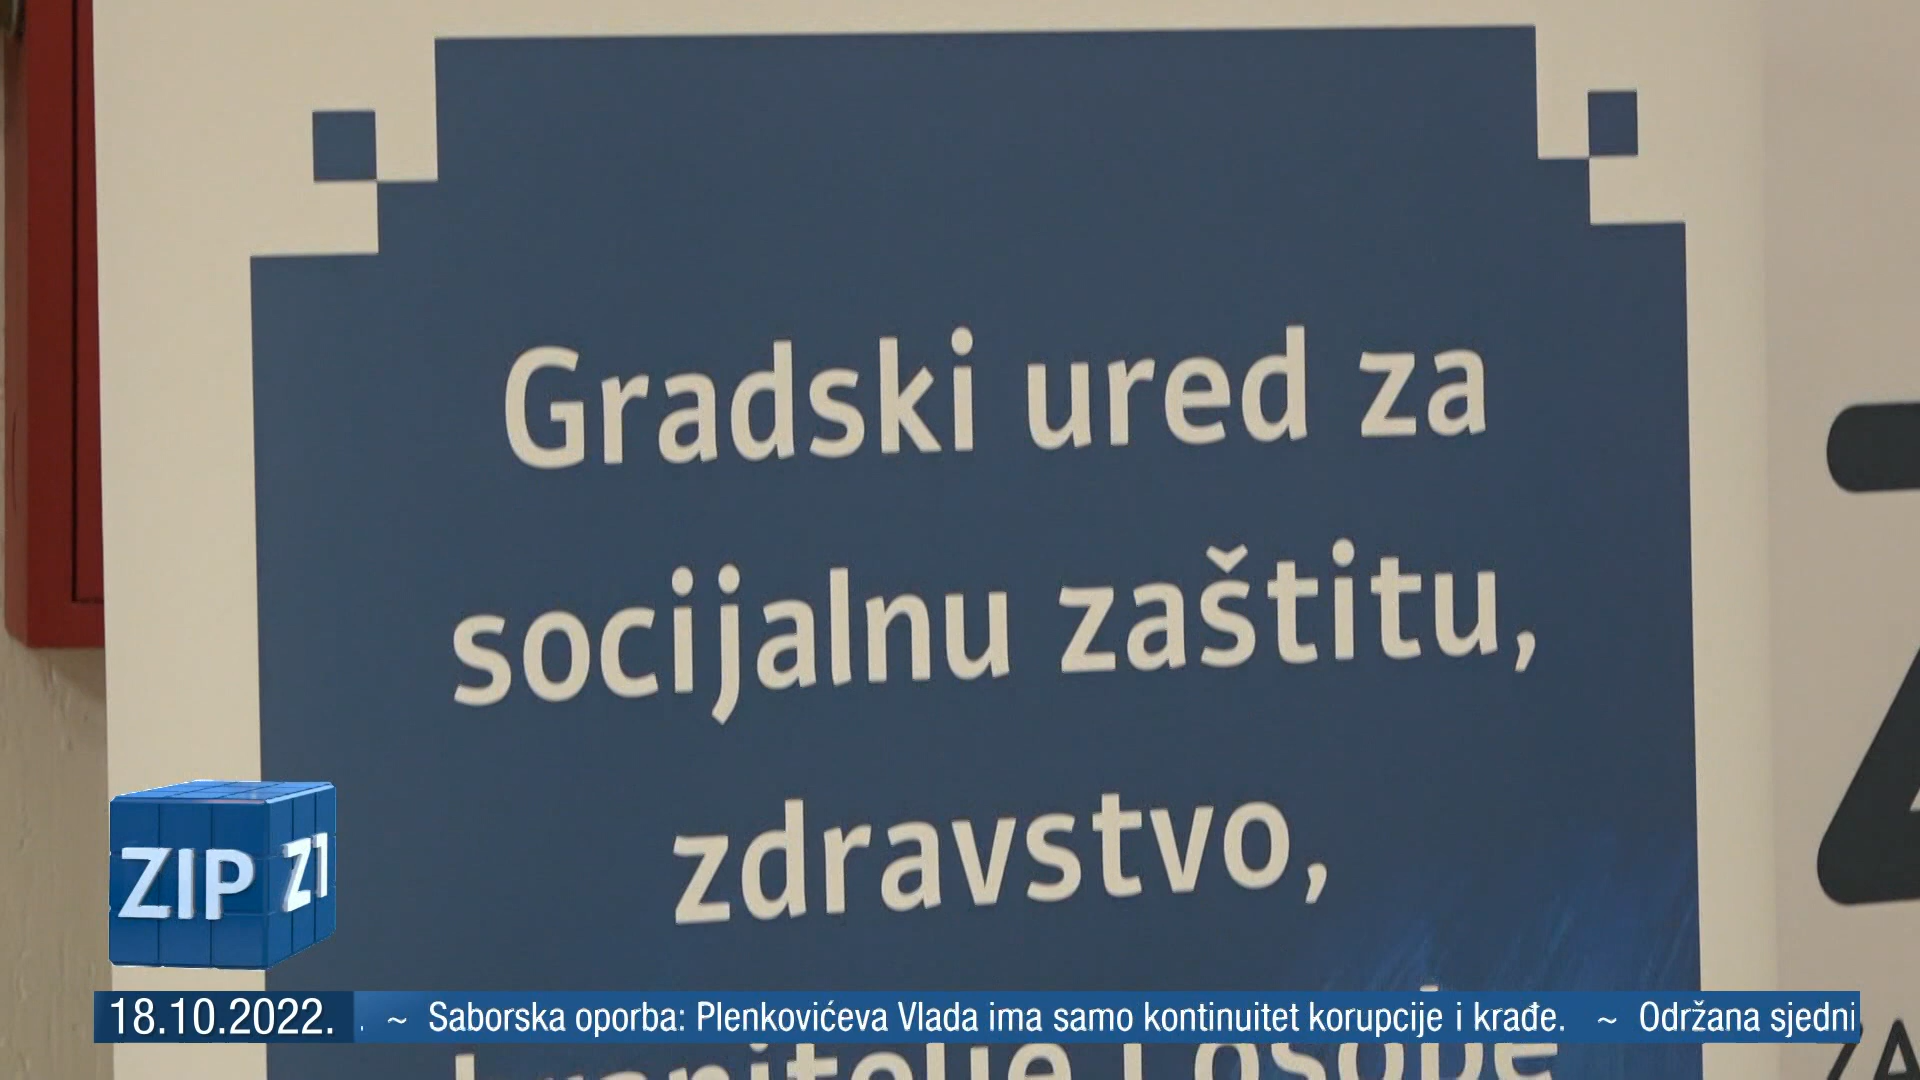 Gradski ured za
socijalnu zaštitu,
zdravstvo,
ZIP Z1
18.10.2022. . ~ Saborska oporba: Plenkovićeva Vlada ima samo kontinuitet korupcije i krađe. ~ Održana sjedni
ZA